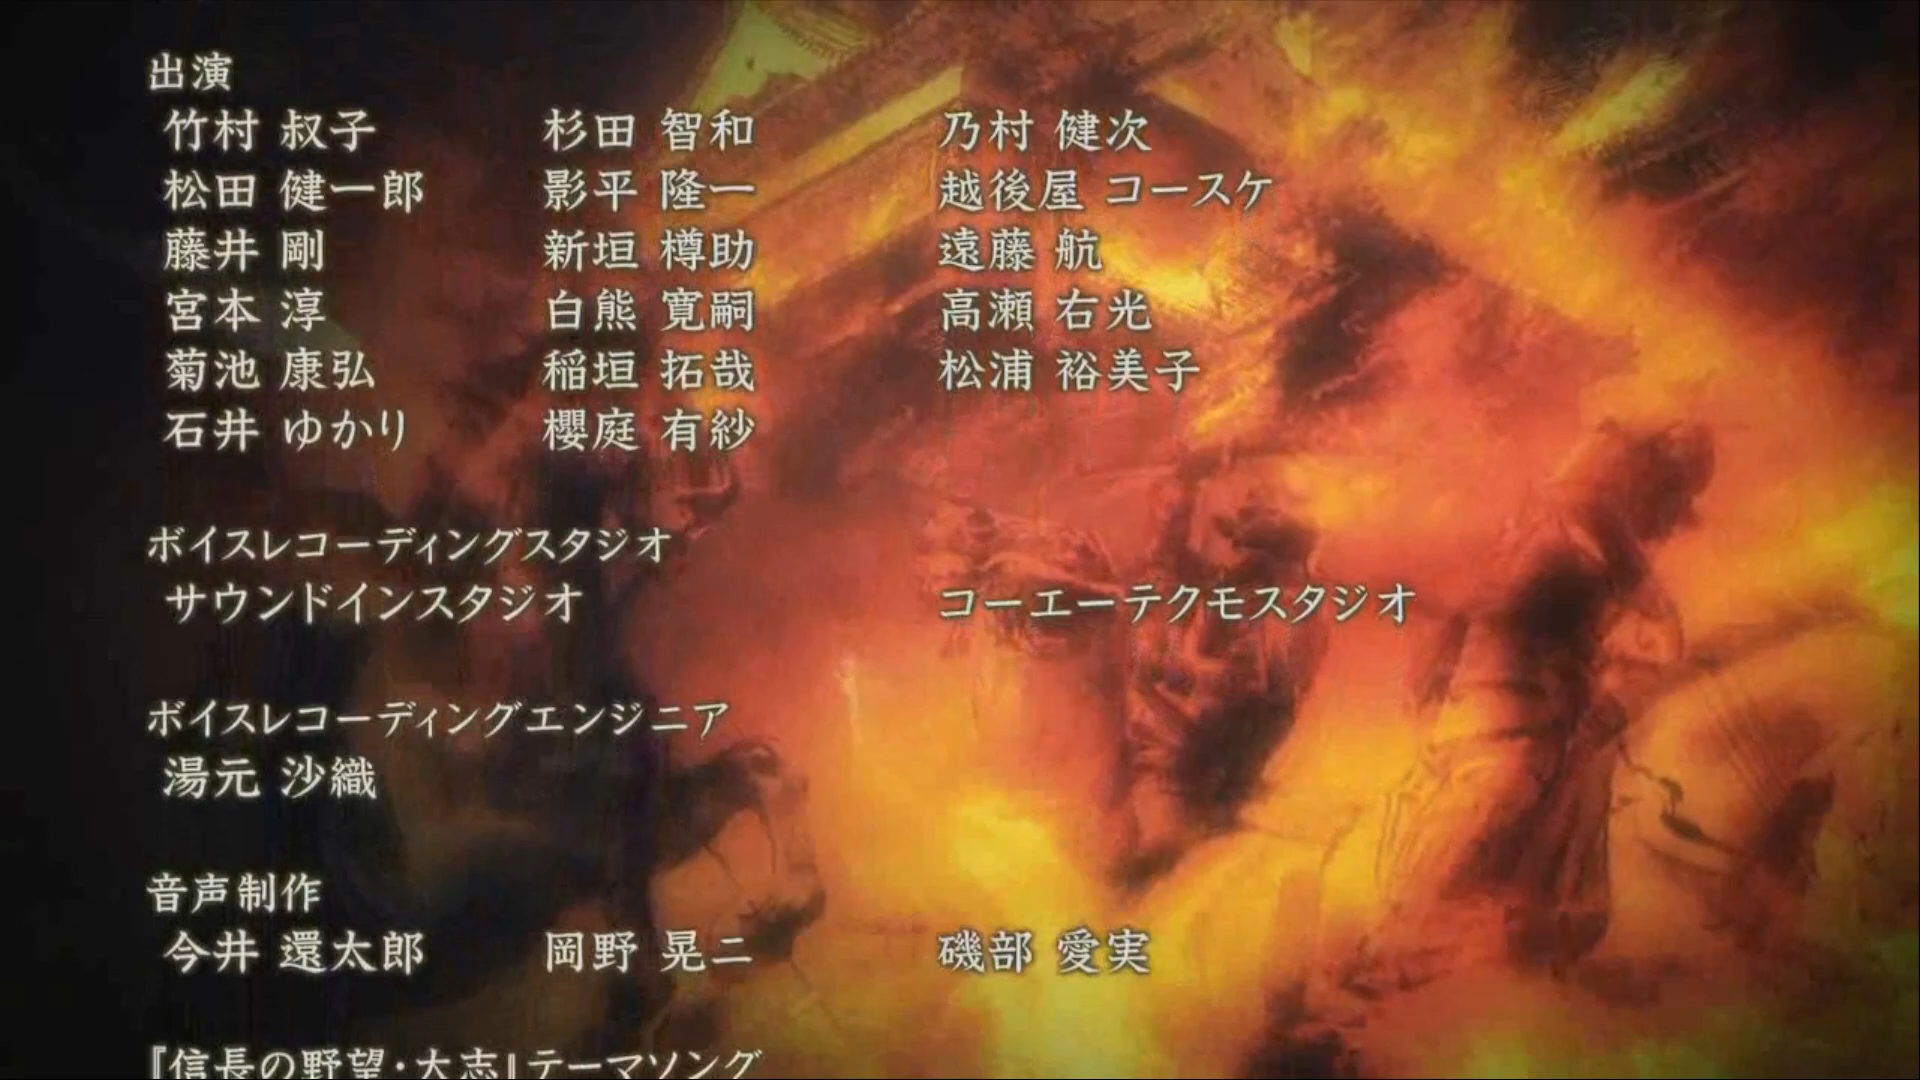 出演
竹村 叔子 杉田 智和 乃村 健次
松田 健一郎 影平 隆一 越後屋 コースケ
藤井 剛 新垣 樽助 遠藤 航
宮本 淳 白熊 寛嗣 高瀬 右光
菊池 康弘 稲垣 拓哉 松浦 裕美子
石井 ゆかり 櫻庭 有紗
ボイスレコーディングスタジオ
サウンドインスタジオ コーエーテクモスタジオ
ボイスレコーディングエンジニア
湯元 沙織
音声制作
今井 還太郎 岡野 晃二 磯部 愛実
『信長の野望・大志』テーマソング